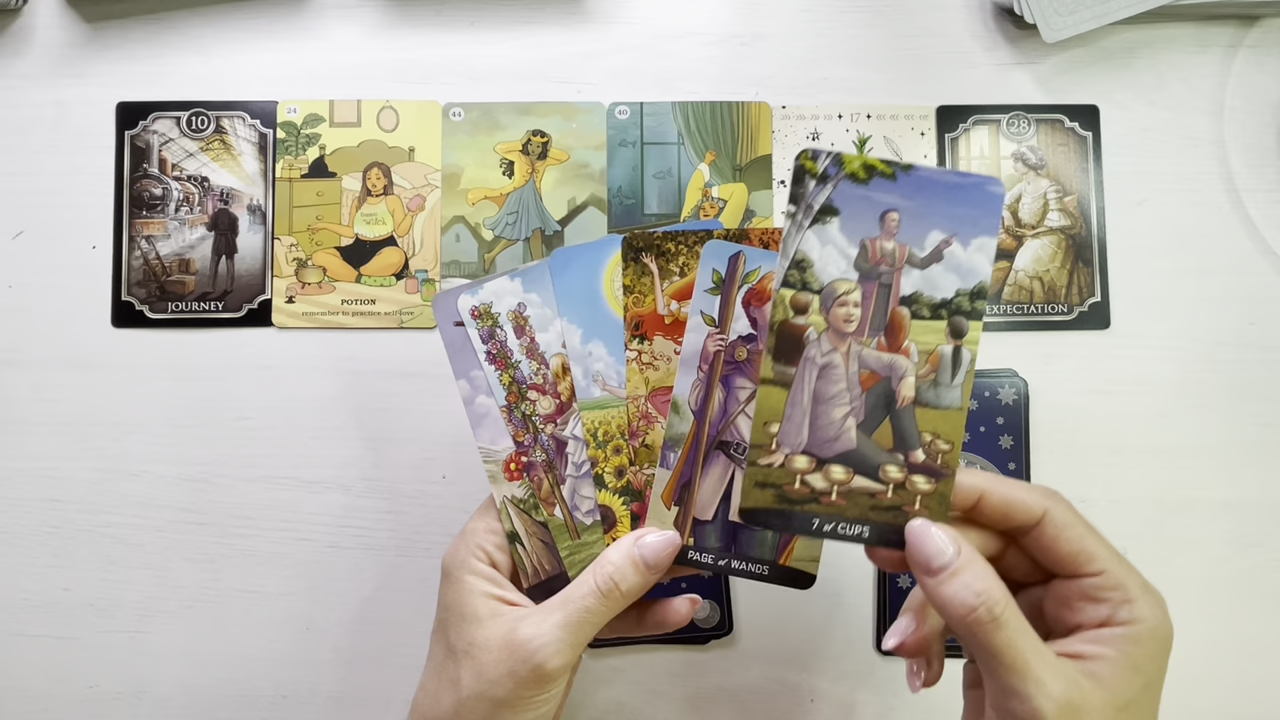 10
JOURNEY
24
POTION
remember to practice self-love
44
40
17
28
EXPECTATION
PAGE of WANDS
7 of CUPS